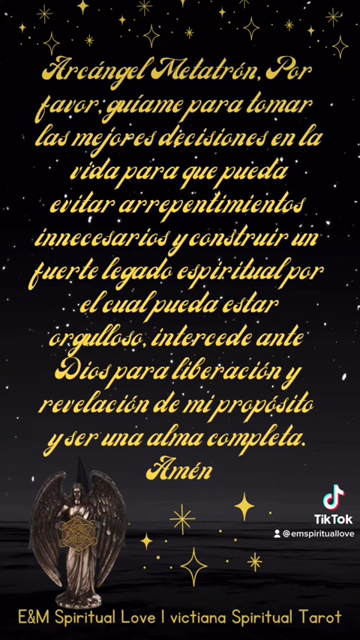 Arcángel Metatrón, Por
favor, guíame para tomar
las mejores decisiones en la
vida para que pueda
evitar arrepentimientos
innecesarios y construir un
fuerte legado espiritual por
el cual pueda estar
orgulloso, intercede ante
Dios para liberación y
revelación de mi propósito
y ser una alma completa.
Amén
TikTok
@emspirituallove
E&M Spiritual Love | victiana Spiritual Tarot